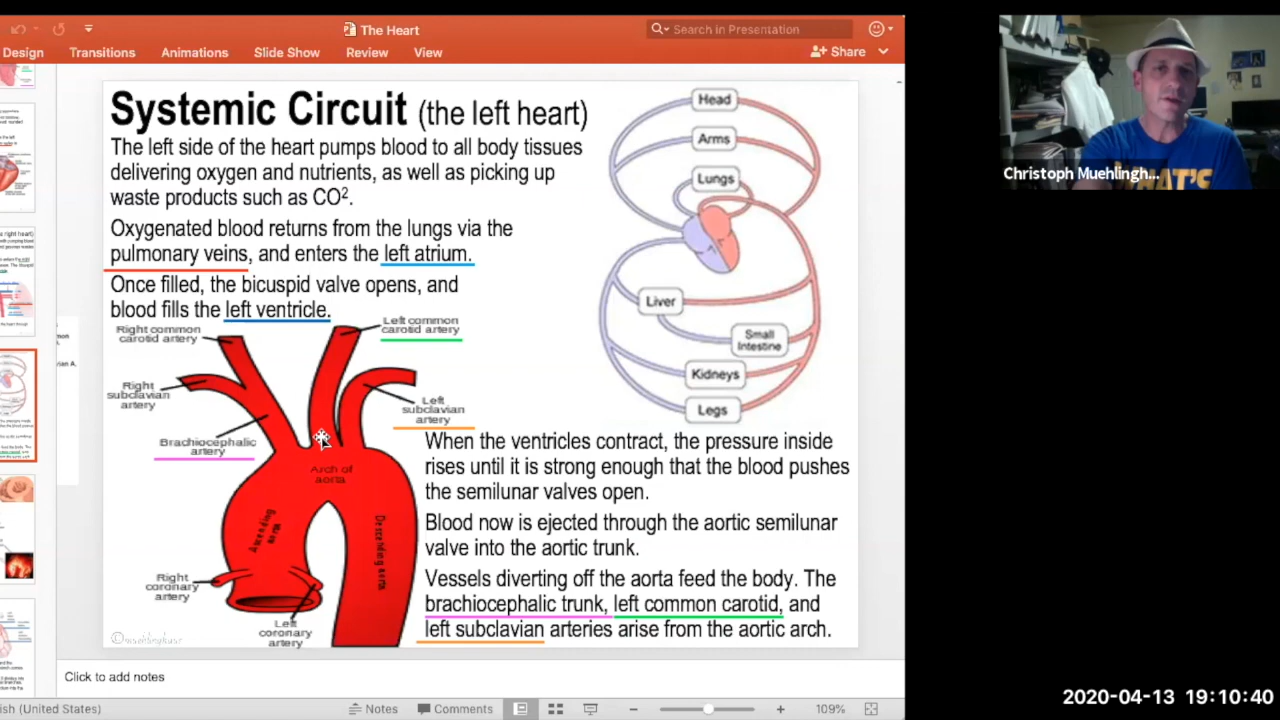 The Heart
Search in Presentation
Design
Transitions
Animations
Slide Show
Review
View
Share
Systemic Circuit (the left heart)
The left side of the heart pumps blood to all body tissues
delivering oxygen and nutrients, as well as picking up
waste products such as CO².
Oxygenated blood returns from the lungs via the
pulmonary veins, and enters the left atrium.
Once filled, the bicuspid valve opens, and
blood fills the left ventricle.
Right common
carotid artery
Left common
carotid artery
Right
subclavian
artery
Left
subclavian
artery
Brachiocephalic
artery
Arch of
aorta
Ascending
aorta
Descending aorta
Right
coronary
artery
Left
coronary
artery
Head
Arms
Lungs
Liver
Small
Intestine
Kidneys
Legs
When the ventricles contract, the pressure inside
rises until it is strong enough that the blood pushes
the semilunar valves open.
Blood now is ejected through the aortic semilunar
valve into the aortic trunk.
Vessels diverting off the aorta feed the body. The
brachiocephalic trunk, left common carotid, and
left subclavian arteries arise from the aortic arch.
Click to add notes
ish (United States)
Notes
Comments
109%
Christoph Muehlingh...
THAT'S
2020-04-13 19:10:40